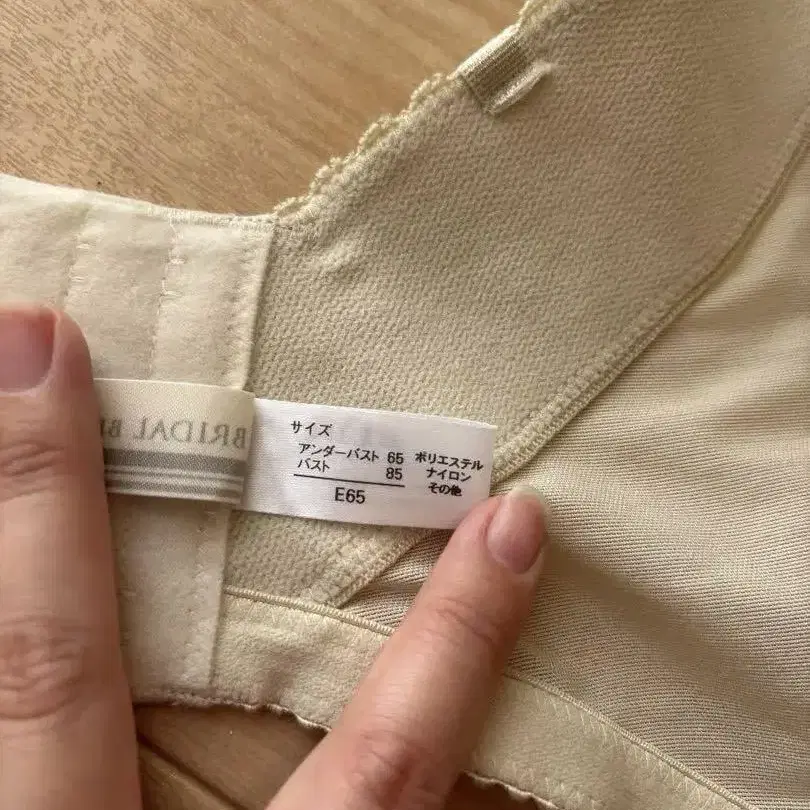 BRIDAL
サイズ
アンダーバスト 65
バスト 85
E65
ポリエステル
ナイロン
その他